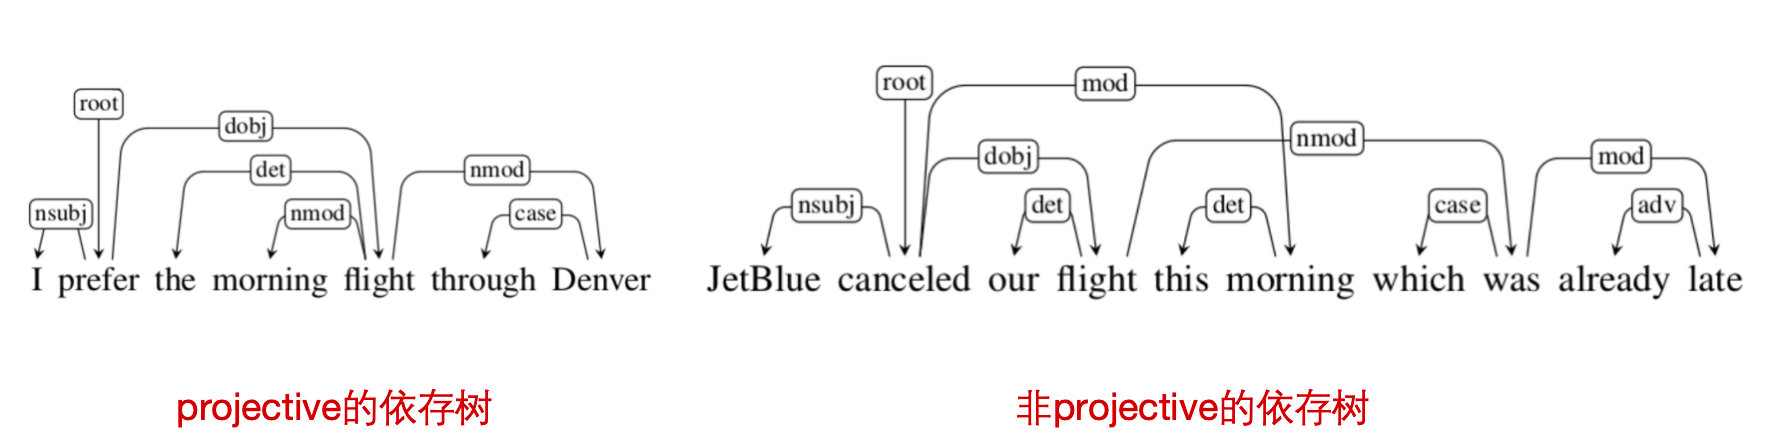 root
dobj
det
nmod
nsubj
nmod
case
I prefer the morning flight through Denver
projective的依存树
root
mod
nmod
dobj
mod
nsubj
det
det
case
adv
JetBlue canceled our flight this morning which was already late
非projective的依存树